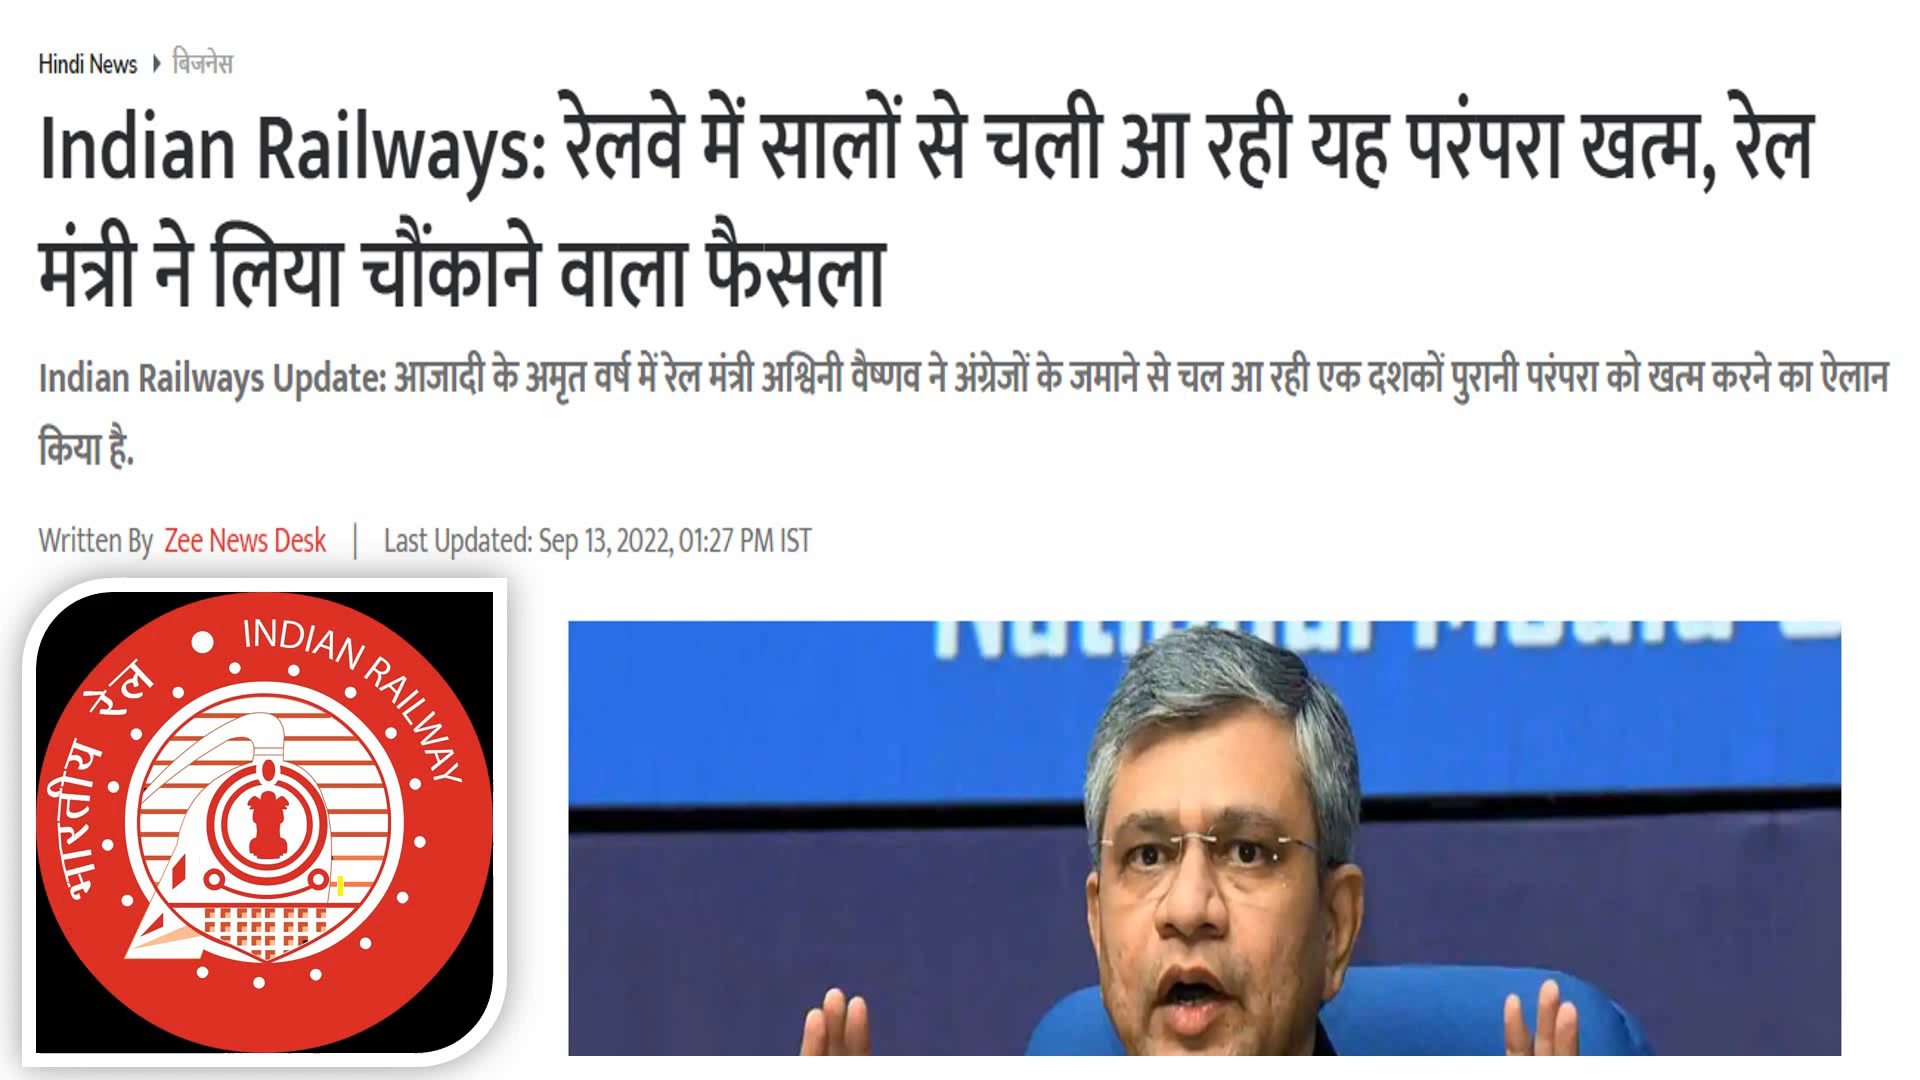 Hindi News बिजनेस
Indian Railways: रेलवे में सालों से चली आ रही यह परंपरा खत्म, रेल
मंत्री ने लिया चौंकाने वाला फैसला
Indian Railways Update: आजादी के अमृत वर्ष में रेल मंत्री अश्विनी वैष्णव ने अंग्रेजों के जमाने से चल आ रही एक दशकों पुरानी परंपरा को खत्म करने का ऐलान
किया है.
Written By Zee News Desk | Last Updated: Sep 13, 2022, 01:27 PM IST
भारतीय रेल INDIAN RAILWAY
National Media